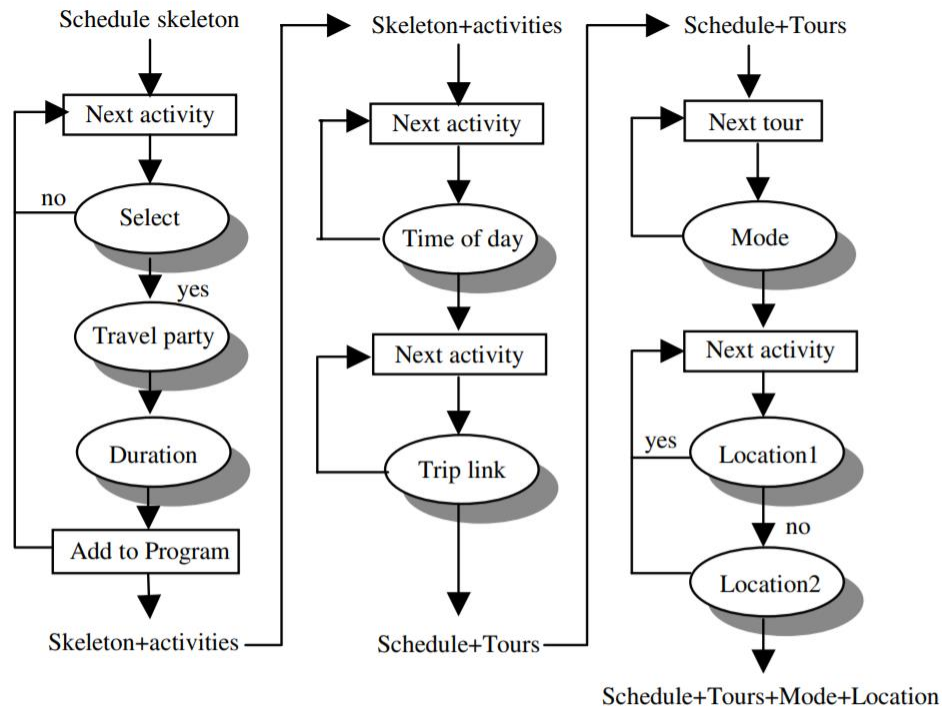 Schedule skeleton
Next activity
no
Select
yes
Travel party
Duration
Add to Program
Skeleton+activities
Skeleton+activities
Next activity
Time of day
Next activity
Trip link
Schedule+Tours
Schedule+Tours
Next tour
Mode
Next activity
yes
Location1
no
Location2
Schedule+Tours+Mode+Location